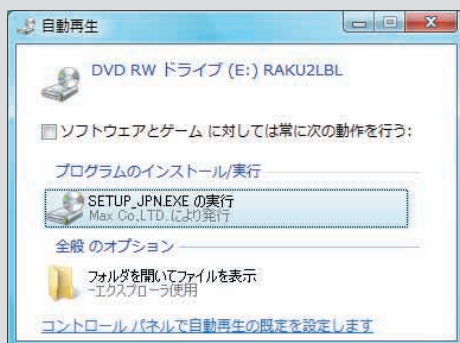 自動再生
DVD RW ドライブ (E:) RAKU2LBL
ソフトウェアとゲーム に対しては常に次の動作を行う:
プログラムのインストール/実行
SETUP_JPN.EXE の実行
Max Co,.LTD. により発行
全般 のオプション
フォルダを開いてファイルを表示
-エクスプローラ使用
コントロール パネルで自動再生の既定を設定します